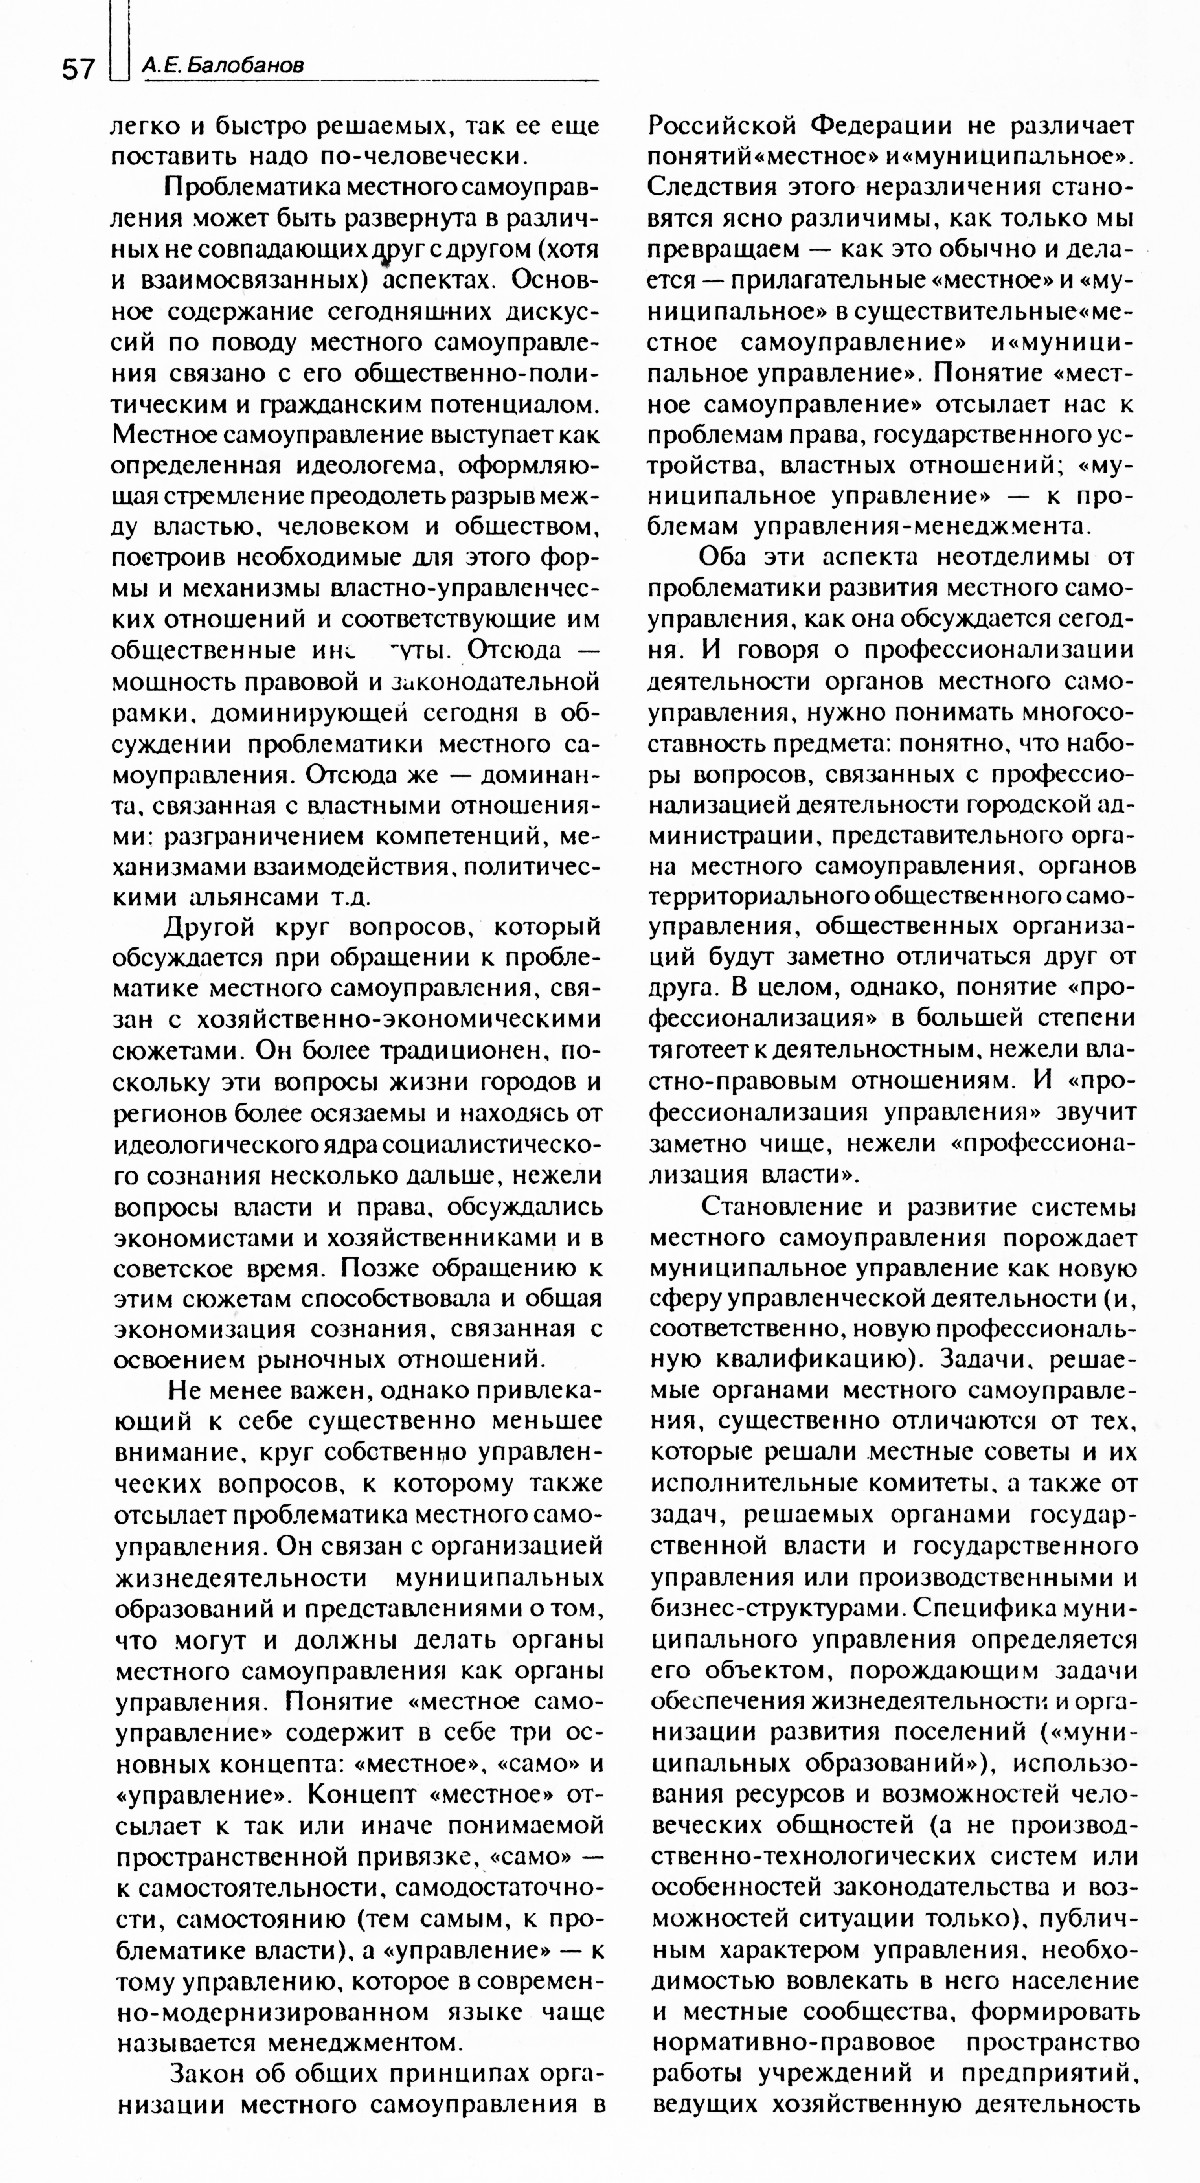 57
А.Е. Балобанов
легко и быстро решаемых, так ее еще
поставить надо по-человечески.
Проблематика местного самоуправ-
ления может быть развернута в различ-
ных не совпадающих друг с другом (хотя
и взаимосвязанных) аспектах. Основ-
ное содержание сегодняшних дискус-
сий по поводу местного самоуправле-
ния связано с его общественно-поли-
тическим и гражданским потенциалом.
Местное самоуправление выступает как
определенная идеологема, оформляю-
щая стремление преодолеть разрыв меж-
ду властью, человеком и обществом,
построив необходимые для этого фор-
мы и механизмы властно-управленчес-
ких отношений и соответствующие им
общественные Отсюда —
мощность правовой и законодательной
рамки, доминирующей сегодня в об-
суждении проблематики местного са-
моуправления. Отсюда же — доминан-
та, связанная с властными отношения-
ми: разграничением компетенций, ме-
ханизмами взаимодействия, политичес-
кими альянсами т.д.
Другой круг вопросов, который
обсуждается при обращении к пробле-
матике местного самоуправления, свя-
зан с хозяйственно-экономическими
сюжетами. Он более традиционен, по-
скольку эти вопросы жизни городов и
регионов более осязаемы и находясь от
идеологического ядра социалистическо-
го сознания несколько дальше, нежели
вопросы власти и права, обсуждались
экономистами и хозяйственниками и в
советское время. Позже обращению к
этим сюжетам способствовала и общая
экономизация сознания, связанная с
освоением рыночных отношений.
Не менее важен, однако привлека-
ющий к себе существенно меньшее
внимание, круг собственно управлен-
ческих вопросов, к которому также
отсылает проблематика местного само-
управления. Он связан с организацией
жизнедеятельности муниципальных
образований и представлениями о том,
что могут и должны делать органы
местного самоуправления как органы
управления. Понятие «местное само-
управление» содержит в себе три ос-
новных концепта: «местное», «само» и
«управление». Концепт «местное» от-
сылает к так или иначе понимаемой
пространственной привязке, «само» —
к самостоятельности, самодостаточно-
сти, самостоянию (тем самым, к про-
блематике власти), а «управление» — к
тому управлению, которое в современ-
но-модернизированном языке чаще
называется менеджментом.
Закон об общих принципах орга-
низации местного самоуправления в
Российской Федерации не различает
понятий «местное» и «муниципальное».
Следствия этого неразличения стано-
вятся ясно различимы, как только мы
превращаем — как это обычно и дела-
ется — прилагательные «местное» и «му-
ниципальное» в существительные «ме-
стное самоуправление» и «муници-
пальное управление». Понятие «мест-
ное самоуправление» отсылает нас к
проблемам права, государственного ус-
тройства, властных отношений; «му-
ниципальное управление» — к про-
блемам управления-менеджмента.
Оба эти аспекта неотделимы от
проблематики развития местного само-
управления, как она обсуждается сегод-
ня. И говоря о профессионализации
деятельности органов местного само-
управления, нужно понимать многосо-
ставность предмета: понятно, что набо-
ры вопросов, связанных с профессио-
нализацией деятельности городской ад-
министрации, представительного орга-
на местного самоуправления, органов
территориального общественного само-
управления, общественных организа-
ций будут заметно отличаться друг от
друга. В целом, однако, понятие «про-
фессионализация» в большей степени
тяготеет к деятельностным, нежели вла-
стно-правовым отношениям. И «про-
фессионализация управления» звучит
заметно чище, нежели «профессиона-
лизация власти».
Становление и развитие системы
местного самоуправления порождает
муниципальное управление как новую
сферу управленческой деятельности (и,
соответственно, новую профессиональ-
ную квалификацию). Задачи, решае-
мые органами местного самоуправле-
ния, существенно отличаются от тех,
которые решали местные советы и их
исполнительные комитеты, а также от
задач, решаемых органами государ-
ственной власти и государственного
управления или производственными и
бизнес-структурами. Специфика муни-
ципального управления определяется
его объектом, порождающим задачи
обеспечения жизнедеятельности и орга-
низации развития поселений («муни-
ципальных образований»), использо-
вания ресурсов и возможностей чело-
веческих общностей (а не производ-
ственно-технологических систем или
особенностей законодательства и воз-
можностей ситуации только), публич-
ным характером управления, необхо-
димостью вовлекать в него население
и местные сообщества, формировать
нормативно-правовое пространство
работы учреждений и предприятий,
ведущих хозяйственную деятельность